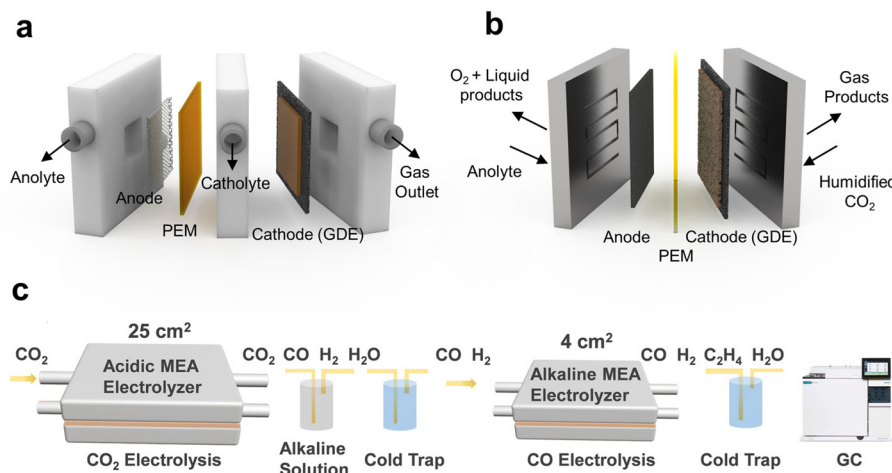 a
Anolyte
Anode
PEM
Catholyte
Cathode (GDE)
Gas
Outlet
b
O₂ + Liquid
products
Anolyte
Anode
PEM
Cathode (GDE)
Gas
Products
Humidified
CO₂
c
25 cm²
CO₂
Acidic MEA
Electrolyzer
CO₂ CO H₂ H₂O
CO₂ Electrolysis
Alkaline
Solution
Cold Trap
CO H₂
4 cm²
Alkaline MEA
Electrolyzer
CO H₂ C₂H₄ H₂O
CO Electrolysis
Cold Trap
GC